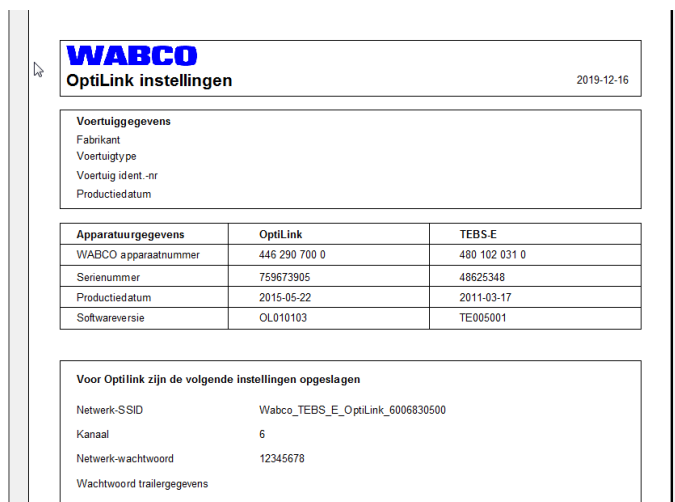 WABCO
OptiLink instellingen 2019-12-16
Voertuiggegevens
Fabrikant
Voertuigtype
Voertuig ident.-nr
Productiedatum
Apparatuurgegevens OptiLink TEBS-E
WABCO apparaatnummer 446 290 700 0 480 102 031 0
Serienummer 759673905 48625348
Productiedatum 2015-05-22 2011-03-17
Softwareversie OL010103 TE005001
Voor Optilink zijn de volgende instellingen opgeslagen
Netwerk-SSID Wabco_TEBS_E_OptiLink_6006830500
Kanaal 6
Netwerk-wachtwoord 12345678
Wachtwoord trailergegevens